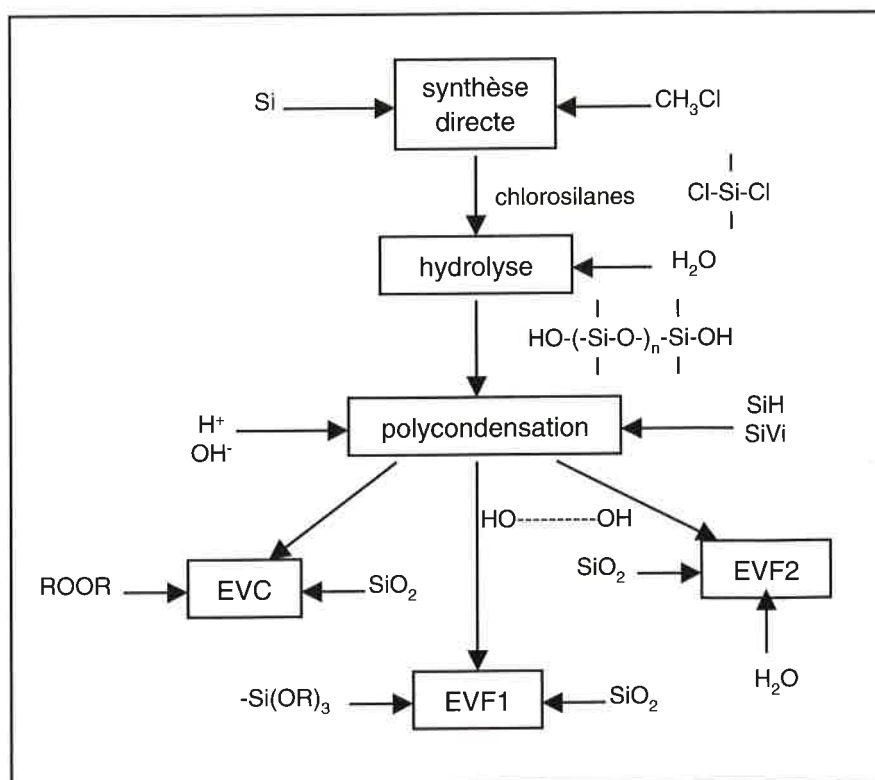 synthèse
directe
Si
CH₃Cl
chlorosilanes
Cl-Si-Cl
hydrolyse
H₂O
HO-(-Si-O-)ₙ-Si-OH
H⁺
OH⁻
polycondensation
SiH
SiVi
HO---------OH
ROOR
EVC
SiO₂
SiO₂
EVF2
H₂O
-Si(OR)₃
EVF1
SiO₂